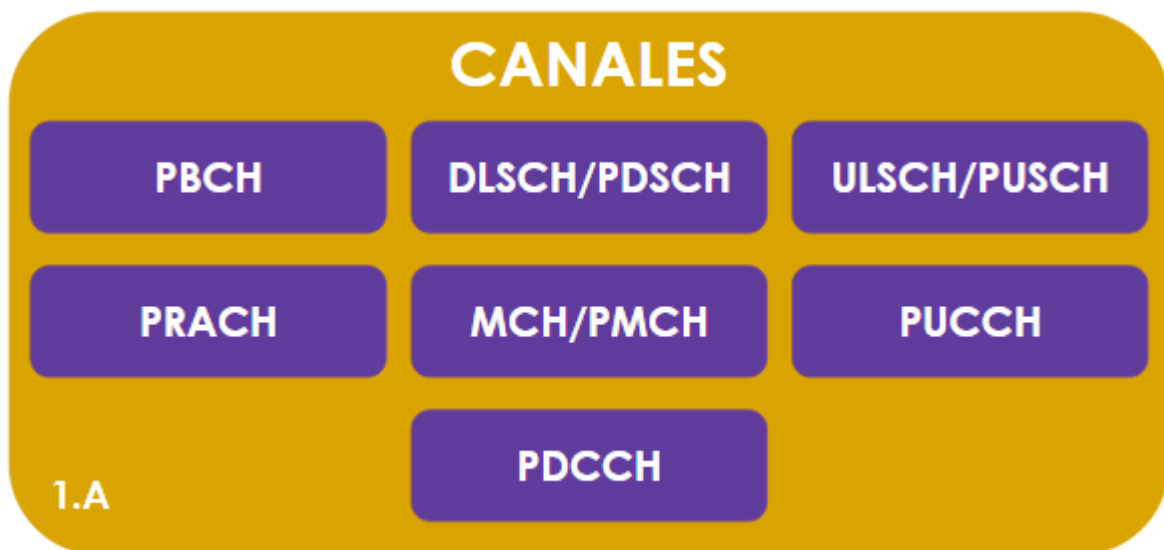 CANALES
PBCH DLSCH/PDSCH ULSCH/PUSCH
PRACH MCH/PMCH PUCCH
PDCCH
1.A